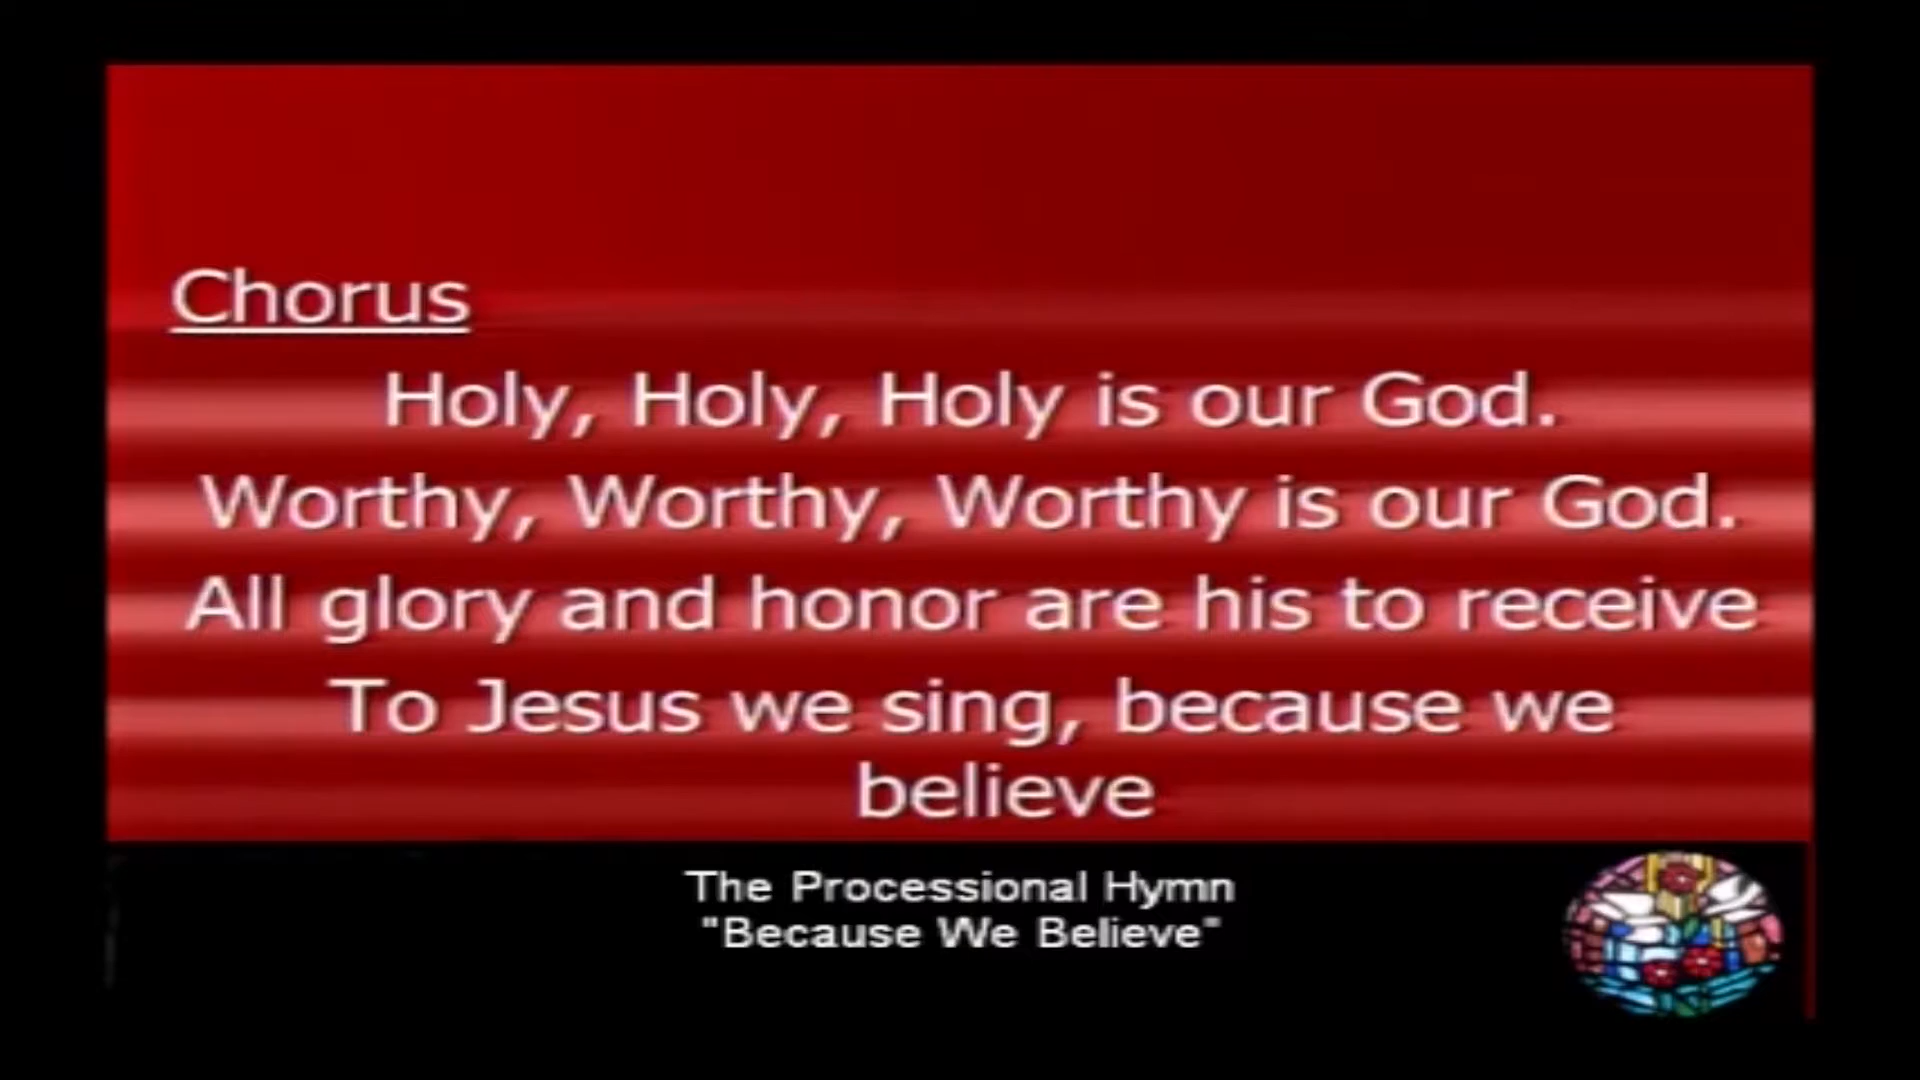 Chorus
Holy, Holy, Holy is our God.
Worthy, Worthy, Worthy is our God.
All glory and honor are his to receive
To Jesus we sing, because we
believe
The Processional Hymn
"Because We Believe"